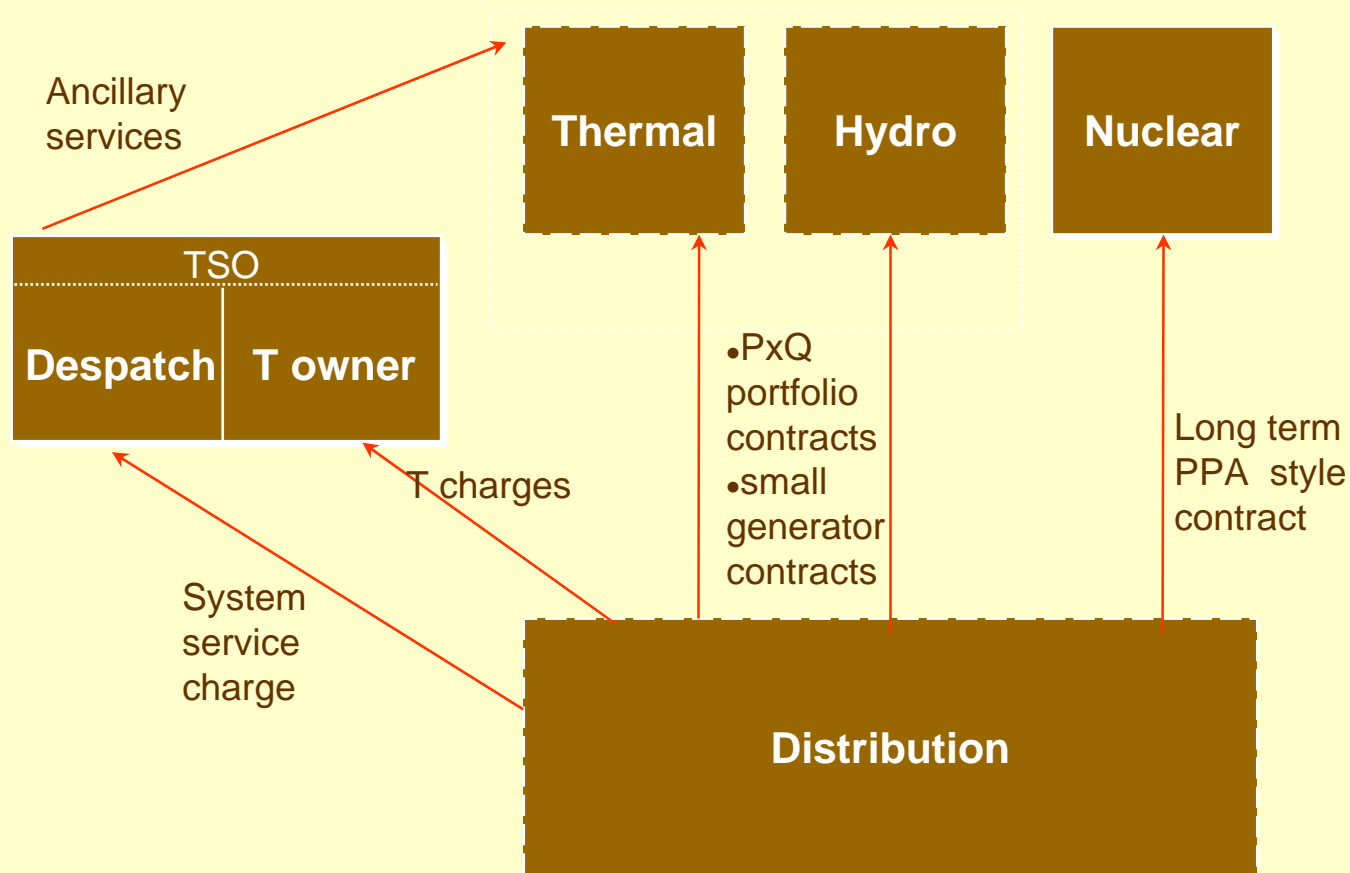 Ancillary
services
Thermal
Hydro
Nuclear
TSO
Despatch
T owner
•PxQ
portfolio
contracts
•small
generator
contracts
Long term
PPA style
contract
T charges
System
service
charge
Distribution